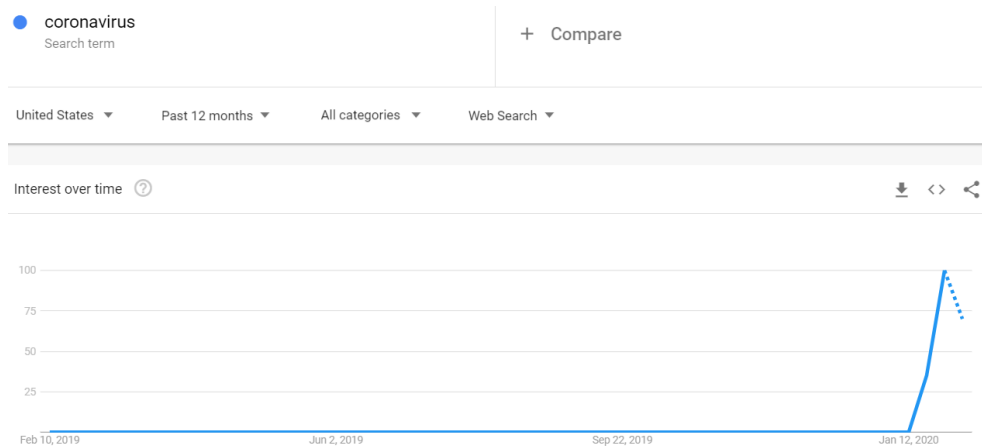 coronavirus
Search term
+ Compare
United States
Past 12 months
All categories
Web Search
Interest over time ?
100
75
50
25
Feb 10, 2019
Jun 2, 2019
Sep 22, 2019
Jan 12, 2020